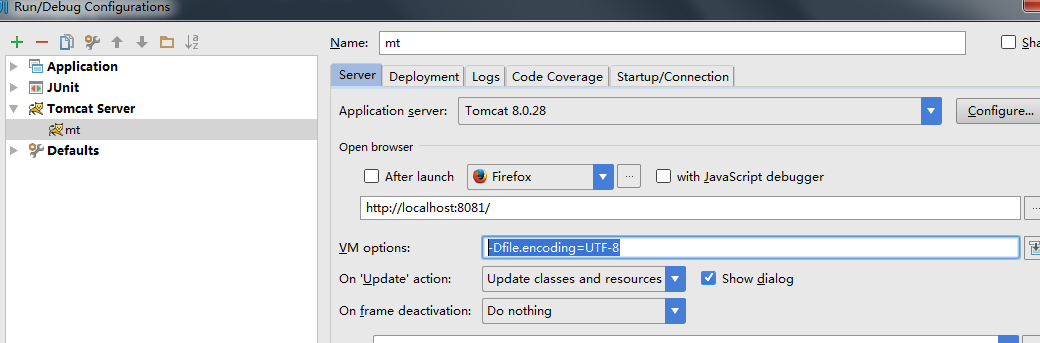 Run/Debug Configurations
Name: mt
Application
JUnit
Tomcat Server
mt
Defaults
Server Deployment Logs Code Coverage Startup/Connection
Application server: Tomcat 8.0.28 Configure...
Open browser
After launch Firefox ... with JavaScript debugger
http://localhost:8081/
VM options: -Dfile.encoding=UTF-8
On 'Update' action: Update classes and resources Show dialog
On frame deactivation: Do nothing